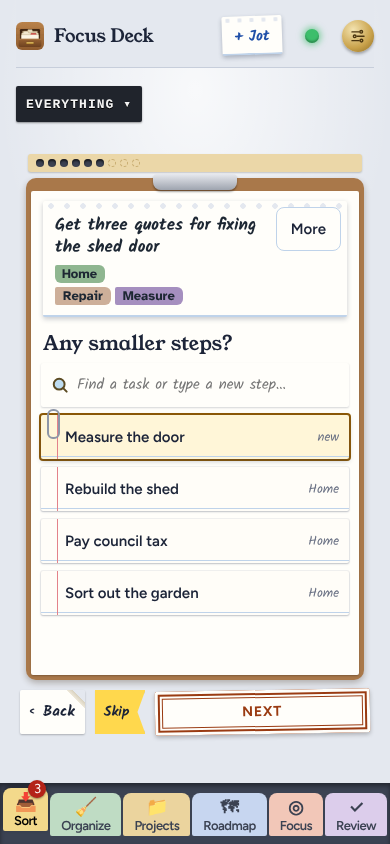 Focus Deck
+ Jot
EVERYTHING ▾
Get three quotes for fixing
the shed door
More
Home
Repair Measure
Any smaller steps?
Find a task or type a new step...
Measure the door new
Rebuild the shed Home
Pay council tax Home
Sort out the garden Home
‹ Back
Skip
NEXT
3
Sort
Organize
Projects
Roadmap
Focus
Review